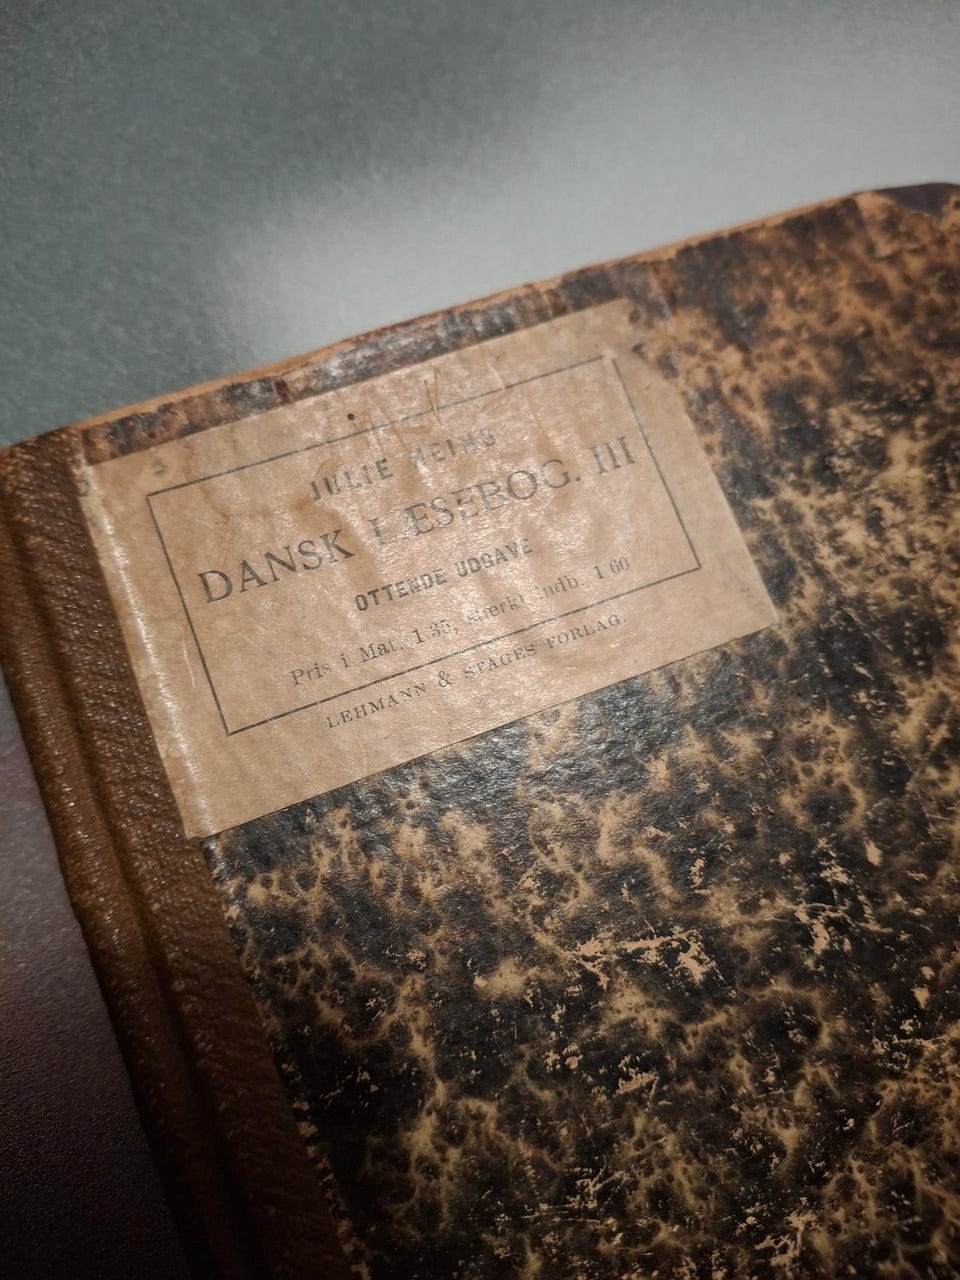 JULIE HEINS
DANSK LÆSEBOG. III
OTTENDE UDGAVE
Pris i Mat. 1 35, stærkt indb. 1 60
LEHMANN & STAGES FORLAG.